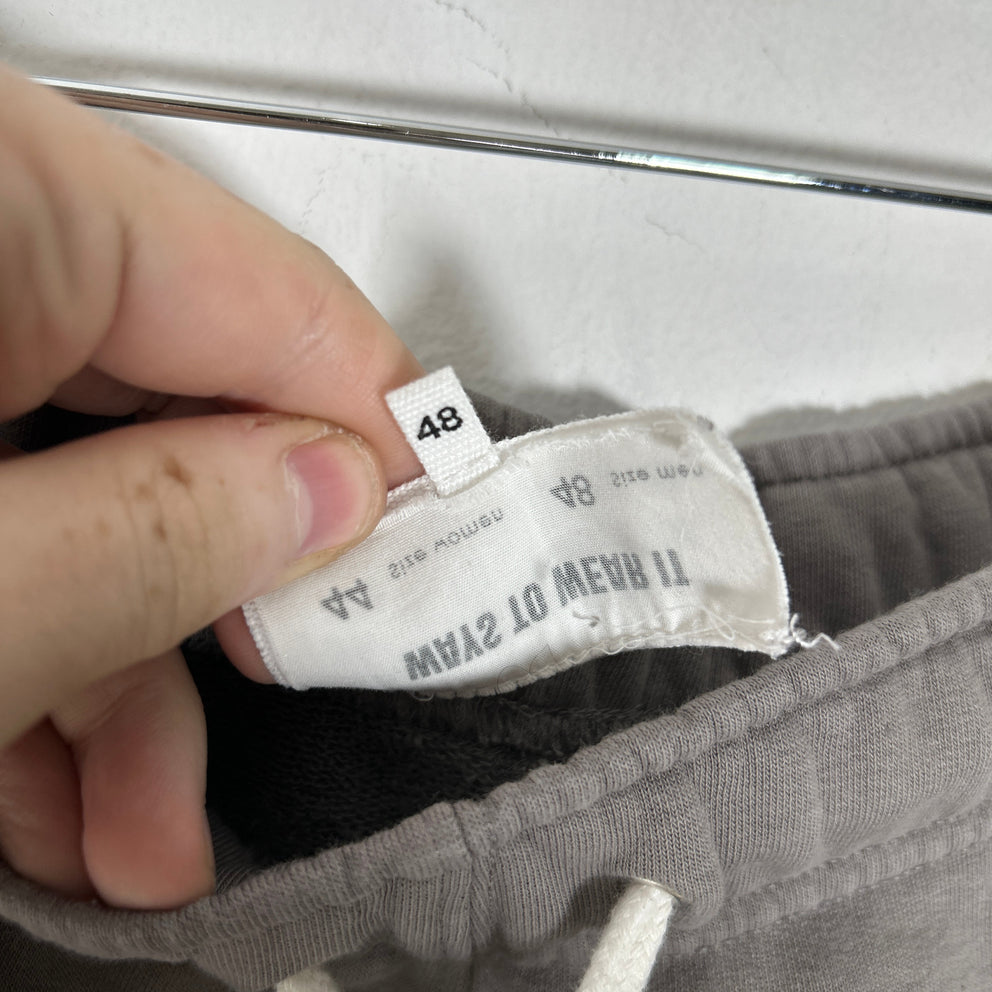 48
44 Size women 48 Size men
WAYS TO WEAR IT